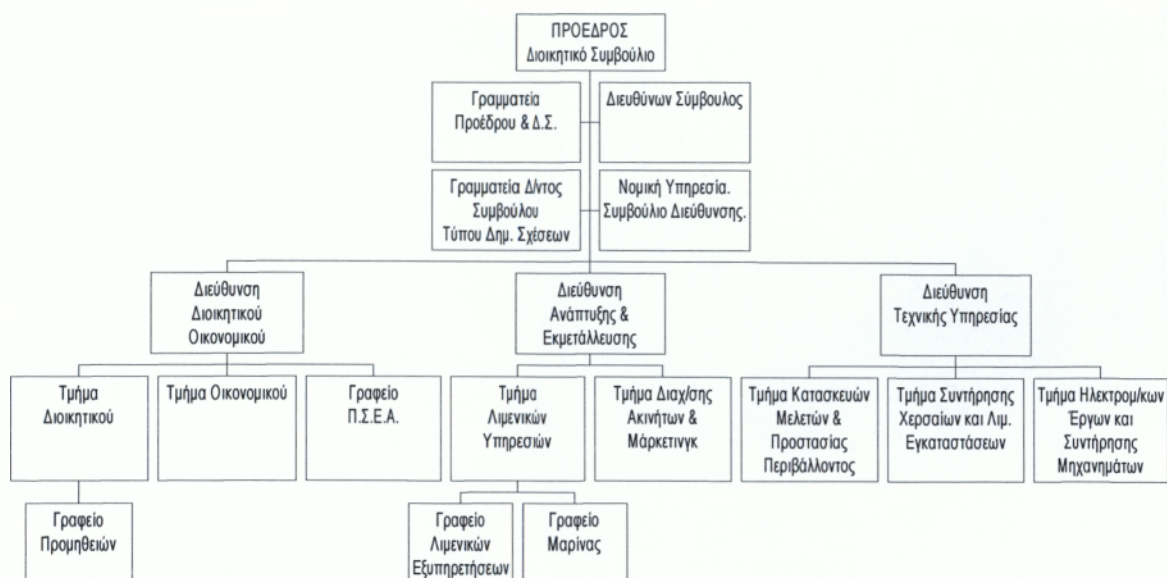 ΠΡΟΕΔΡΟΣ
Διοικητικό Συμβούλιο
Γραμματεία
Προέδρου & Δ.Σ.
Διευθύνων Σύμβουλος
Γραμματεία Δ/ντος
Συμβούλου
Τύπου Δημ. Σχέσεων
Νομική Υπηρεσία.
Συμβούλιο Διεύθυνσης.
Διεύθυνση
Διοικητικού
Οικονομικού
Διεύθυνση
Ανάπτυξης &
Εκμετάλλευσης
Διεύθυνση
Τεχνικής Υπηρεσίας
Τμήμα
Διοικητικού
Τμήμα Οικονομικού
Γραφείο
Π.Σ.Ε.Α.
Τμήμα
Λιμενικών
Υπηρεσιών
Τμήμα Διαχ/σης
Ακινήτων &
Μάρκετινγκ
Τμήμα Κατασκευών
Μελετών &
Προστασίας
Περιβάλλοντος
Τμήμα Συντήρησης
Χερσαίων και Λιμ.
Εγκαταστάσεων
Τμήμα Ηλεκτρομ/κων
Έργων και
Συντήρησης
Μηχανημάτων
Γραφείο
Προμηθειών
Γραφείο
Λιμενικών
Εξυπηρετήσεων
Γραφείο
Μαρίνας